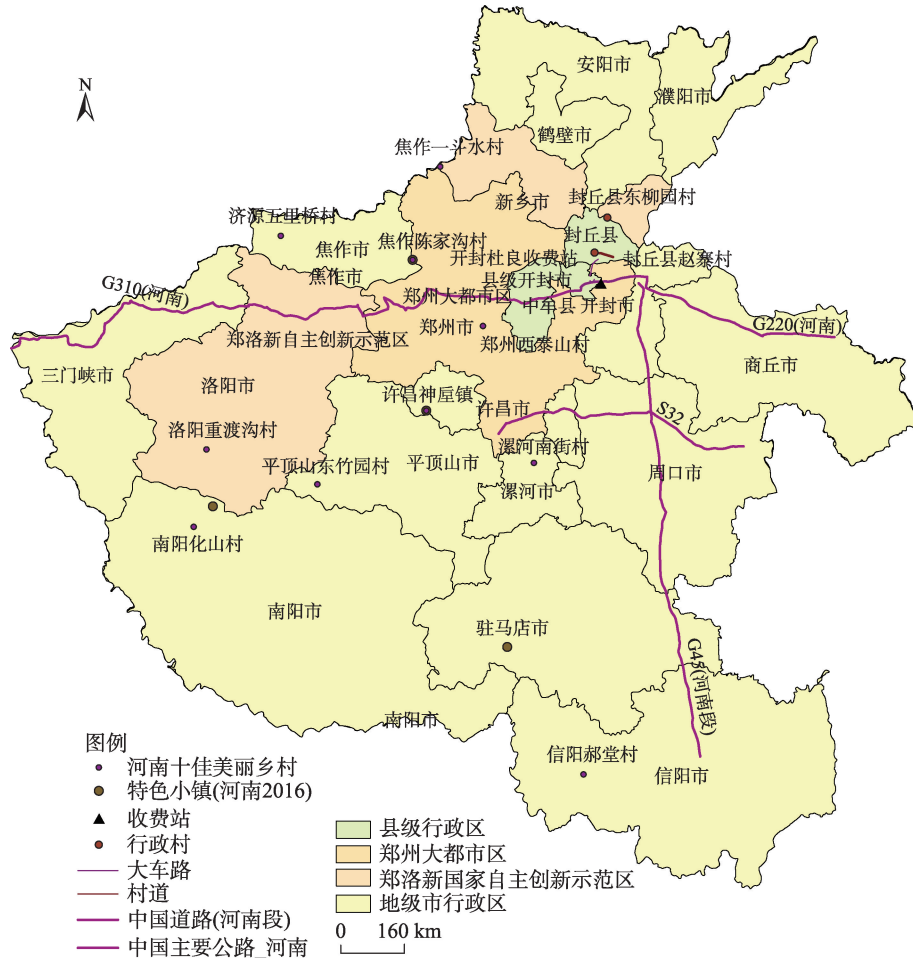 安阳市
濮阳市
N
鹤壁市
焦作一斗水村
新乡市
封丘县东柳园村
济源五里桥村
焦作市
焦作陈家沟村
封丘县
开封杜良收费站
封丘县赵寨村
焦作市
县级开封市
G310(河南)
郑州大都市区
中牟县
开封市
郑州市
G220(河南)
郑洛新自主创新示范区
郑州西泰山村
商丘市
三门峡市
洛阳市
许昌神垕镇
许昌市
S32
洛阳重渡沟村
漯河南街村
平顶山东竹园村
平顶山市
周口市
漯河市
南阳化山村
南阳市
驻马店市
G45(河南段)
南阳市
信阳郝堂村
信阳市
图例
河南十佳美丽乡村
特色小镇(河南2016)
收费站
行政村
大车路
村道
中国道路(河南段)
中国主要公路_河南
县级行政区
郑州大都市区
郑洛新国家自主创新示范区
地级市行政区
0 160 km